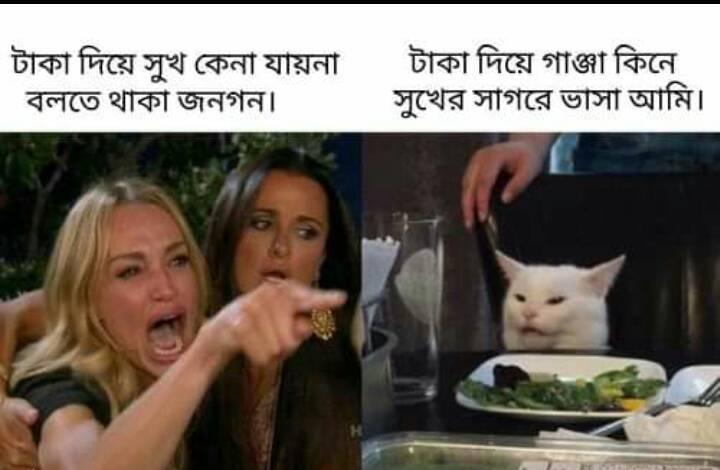 টাকা দিয়ে সুখ কেনা যায়না
বলতে থাকা জনগন।
টাকা দিয়ে গাঞ্জা কিনে
সুখের সাগরে ভাসা আমি।